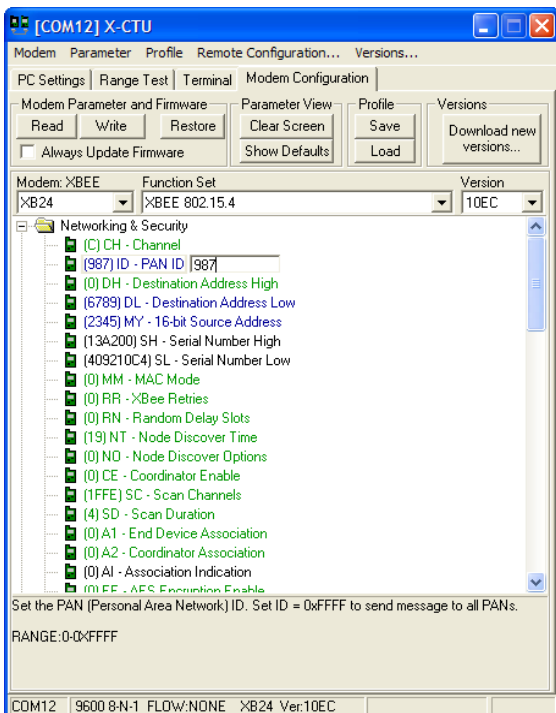 [COM12] X-CTU
Modem Parameter Profile Remote Configuration... Versions...
PC Settings Range Test Terminal Modem Configuration
Modem Parameter and Firmware Parameter View Profile Versions
Read Write Restore Clear Screen Save Download new versions...
Always Update Firmware Show Defaults Load
Modem: XBEE Function Set Version
XB24 XBEE 802.15.4 10EC
Networking & Security
(C) CH - Channel
(987) ID - PAN ID 987
(0) DH - Destination Address High
(6789) DL - Destination Address Low
(2345) MY - 16-bit Source Address
(13A200) SH - Serial Number High
(409210C4) SL - Serial Number Low
(0) MM - MAC Mode
(0) RR - XBee Retries
(0) RN - Random Delay Slots
(19) NT - Node Discover Time
(0) NO - Node Discover Options
(0) CE - Coordinator Enable
(1FFE) SC - Scan Channels
(4) SD - Scan Duration
(0) A1 - End Device Association
(0) A2 - Coordinator Association
(0) AI - Association Indication
(0) EE - AES Encryption Enable
Set the PAN (Personal Area Network) ID. Set ID = 0xFFFF to send message to all PANs.
RANGE:0-0XFFFF
COM12 9600 8-N-1 FLOW:NONE XB24 Ver:10EC